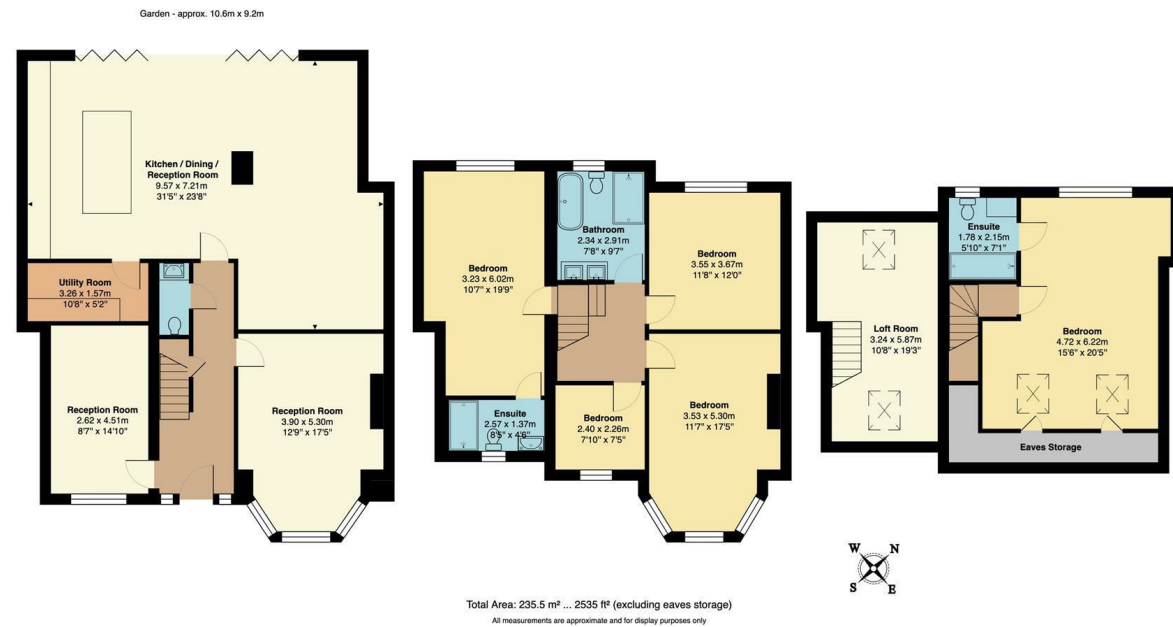 Garden - approx. 10.6m x 9.2m
Kitchen / Dining /
Reception Room
9.57 x 7.21m
31'5" x 23'8"
Utility Room
3.26 x 1.57m
10'8" x 5'2"
Reception Room
2.62 x 4.51m
8'7" x 14'10"
Reception Room
3.90 x 5.30m
12'9" x 17'5"
Bedroom
3.23 x 6.02m
10'7" x 19'9"
Bathroom
2.34 x 2.91m
7'8" x 9'7"
Bedroom
3.55 x 3.67m
11'8" x 12'0"
Ensuite
2.57 x 1.37m
8'5" x 4'6"
Bedroom
2.40 x 2.26m
7'10" x 7'5"
Bedroom
3.53 x 5.30m
11'7" x 17'5"
Loft Room
3.24 x 5.87m
10'8" x 19'3"
Ensuite
1.78 x 2.15m
5'10" x 7'1"
Bedroom
4.72 x 6.22m
15'6" x 20'5"
Eaves Storage
W N
S E
Total Area: 235.5 m² ... 2535 ft² (excluding eaves storage)
All measurements are approximate and for display purposes only